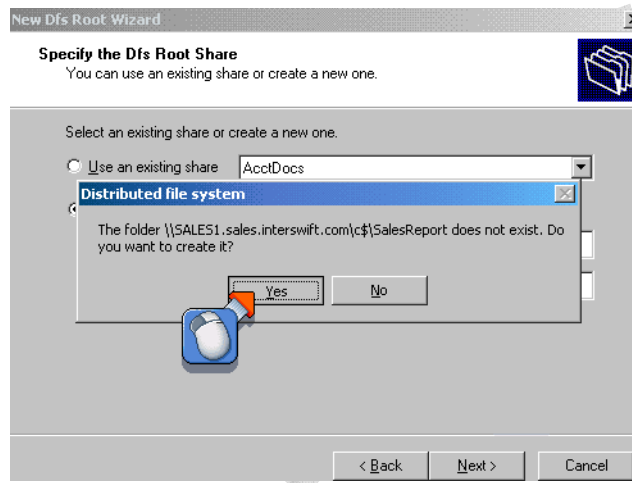 New Dfs Root Wizard
Specify the Dfs Root Share
You can use an existing share or create a new one.
Select an existing share or create a new one.
Use an existing share AcctDocs
Distributed file system
The folder \\SALES1.sales.interswift.com\c$\SalesReport does not exist. Do
you want to create it?
Yes No
< Back Next > Cancel